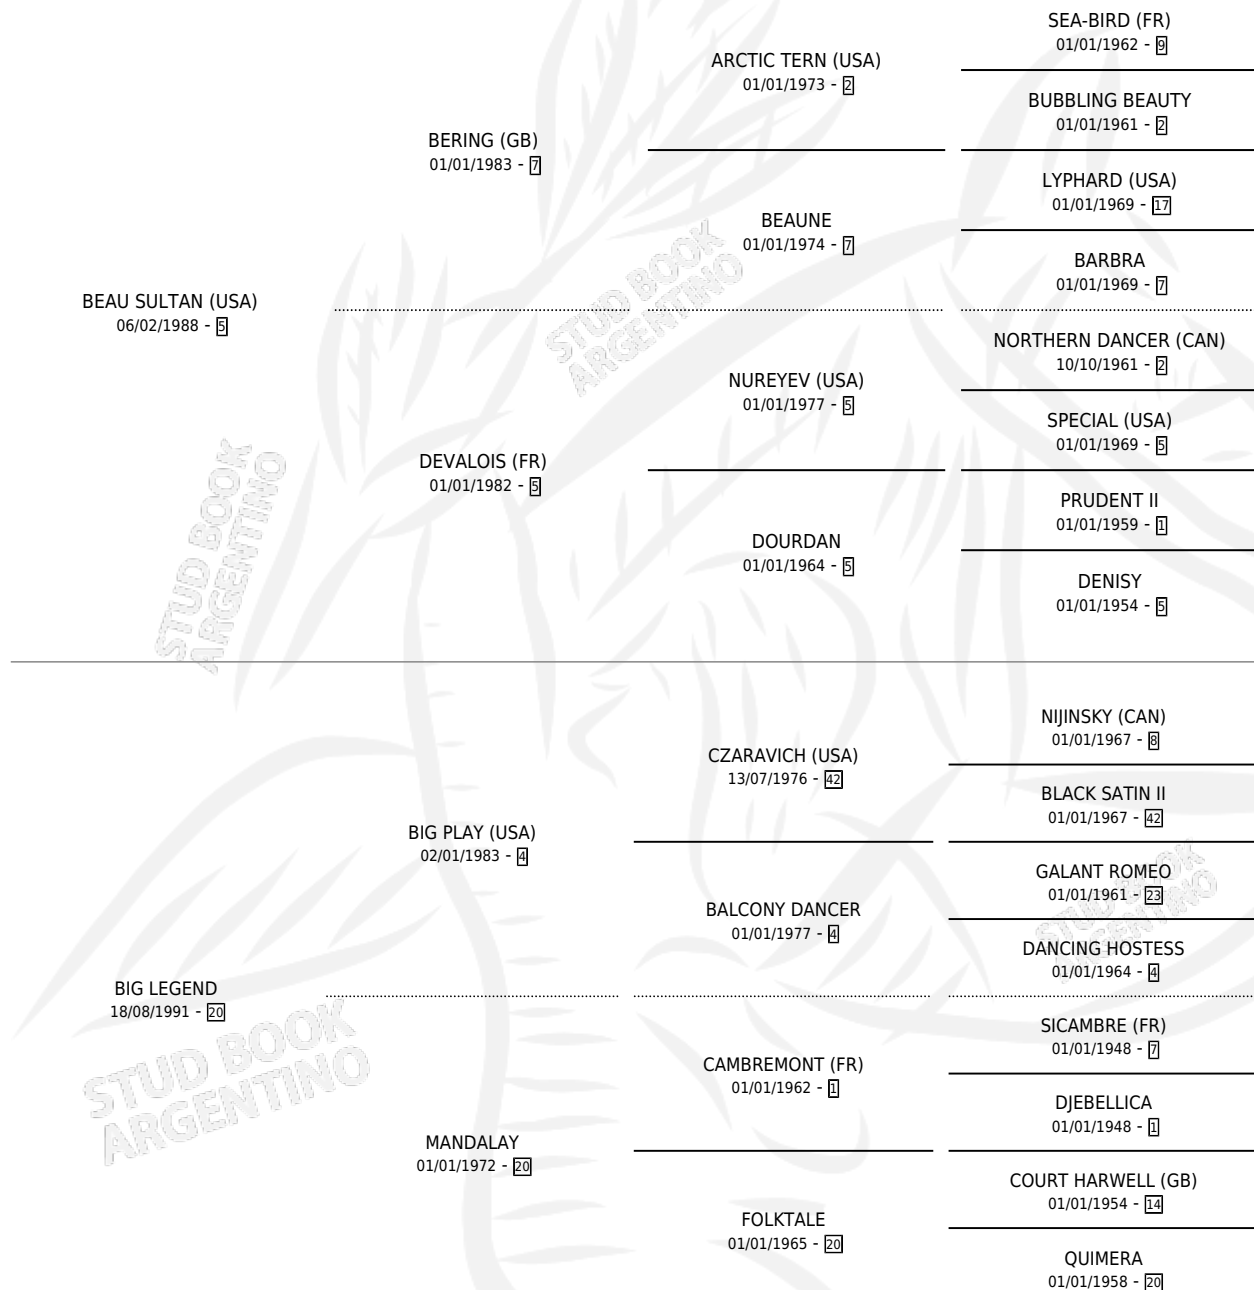 SEA-BIRD (FR)
01/01/1962 - 9
ARCTIC TERN (USA)
01/01/1973 - 2
BUBBLING BEAUTY
01/01/1961 - 2
BERING (GB)
01/01/1983 - 7
LYPHARD (USA)
01/01/1969 - 17
BEAUNE
01/01/1974 - 7
BARBRA
01/01/1969 - 7
BEAU SULTAN (USA)
06/02/1988 - 5
NORTHERN DANCER (CAN)
10/10/1961 - 2
NUREYEV (USA)
01/01/1977 - 5
SPECIAL (USA)
01/01/1969 - 5
DEVALOIS (FR)
01/01/1982 - 5
PRUDENT II
01/01/1959 - 1
DOURDAN
01/01/1964 - 5
DENISY
01/01/1954 - 5
STUD BOOK
ARGENTINO
STUD BOOK
ARGENTINO
NIJINSKY (CAN)
01/01/1967 - 8
CZARAVICH (USA)
13/07/1976 - 42
BLACK SATIN II
01/01/1967 - 42
BIG PLAY (USA)
02/01/1983 - 4
GALANT ROMEO
01/01/1961 - 23
BALCONY DANCER
01/01/1977 - 4
DANCING HOSTESS
01/01/1964 - 4
STUD BOOK
ARGENTINO
BIG LEGEND
18/08/1991 - 20
SICAMBRE (FR)
01/01/1948 - 7
CAMBREMONT (FR)
01/01/1962 - 1
DJEBELLICA
01/01/1948 - 1
MANDALAY
01/01/1972 - 20
COURT HARWELL (GB)
01/01/1954 - 14
FOLKTALE
01/01/1965 - 20
QUIMERA
01/01/1958 - 20
STUD BOOK
ARGENTINO